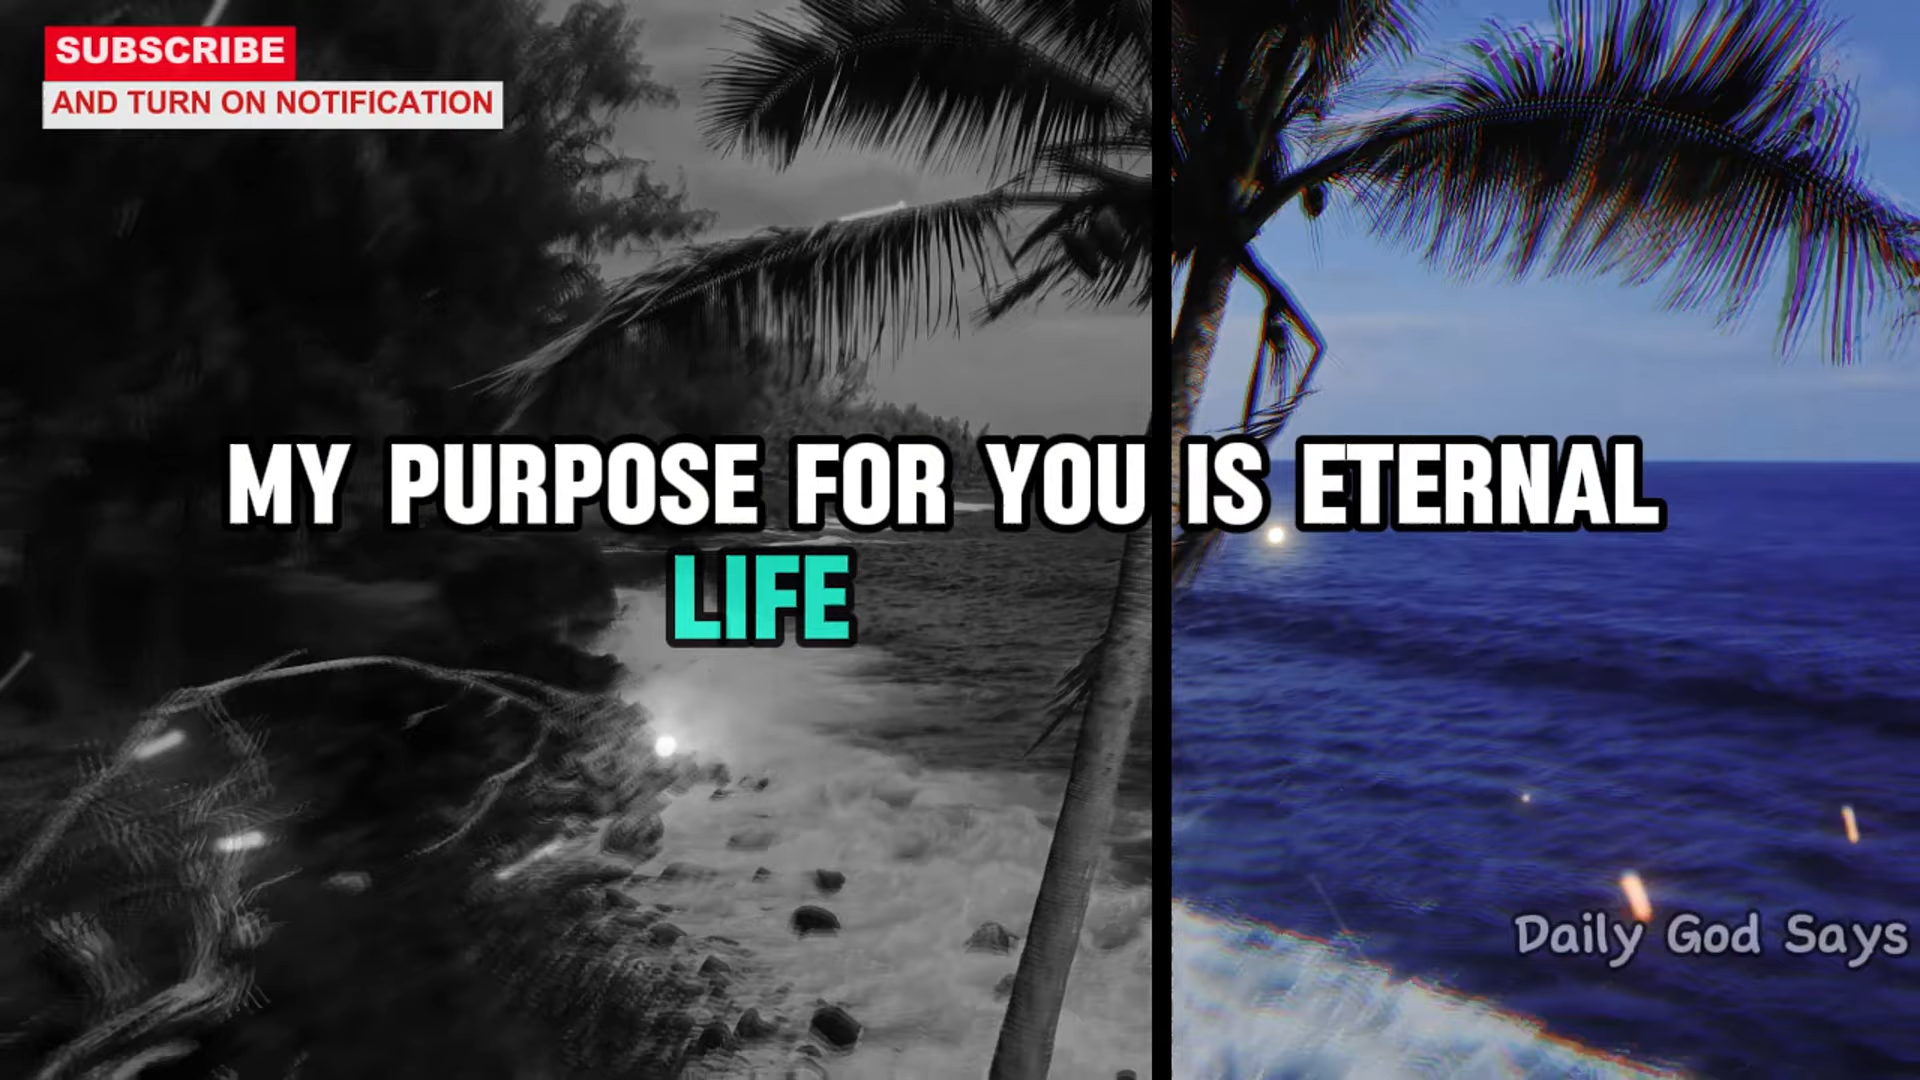 SUBSCRIBE
AND TURN ON NOTIFICATION
MY PURPOSE FOR YOU IS ETERNAL
LIFE
Daily God Says